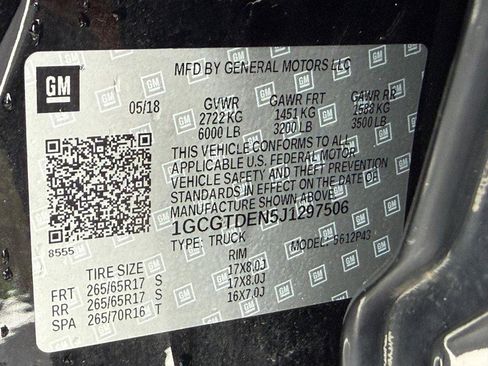 GM
MFD BY GENERAL MOTORS LLC
05/18 GVWR GAWR FRT GAWR RR
2722 KG 1451 KG 1588 KG
6000 LB 3200 LB 3500 LB
THIS VEHICLE CONFORMS TO ALL
APPLICABLE U.S. FEDERAL MOTOR
VEHICLE SAFETY AND THEFT PREVENTION
STANDARDS IN EFFECT ON THE DATE OF
MANUFACTURE SHOWN ABOVE.
1GCGTDEN5J1297506
8555 TYPE: TRUCK MODEL: 5612P43
TIRE SIZE RIM
FRT 265/65R17 S 17X8.0J
RR 265/65R17 S 17X8.0J
SPA 265/70R16 T 16X7.0J